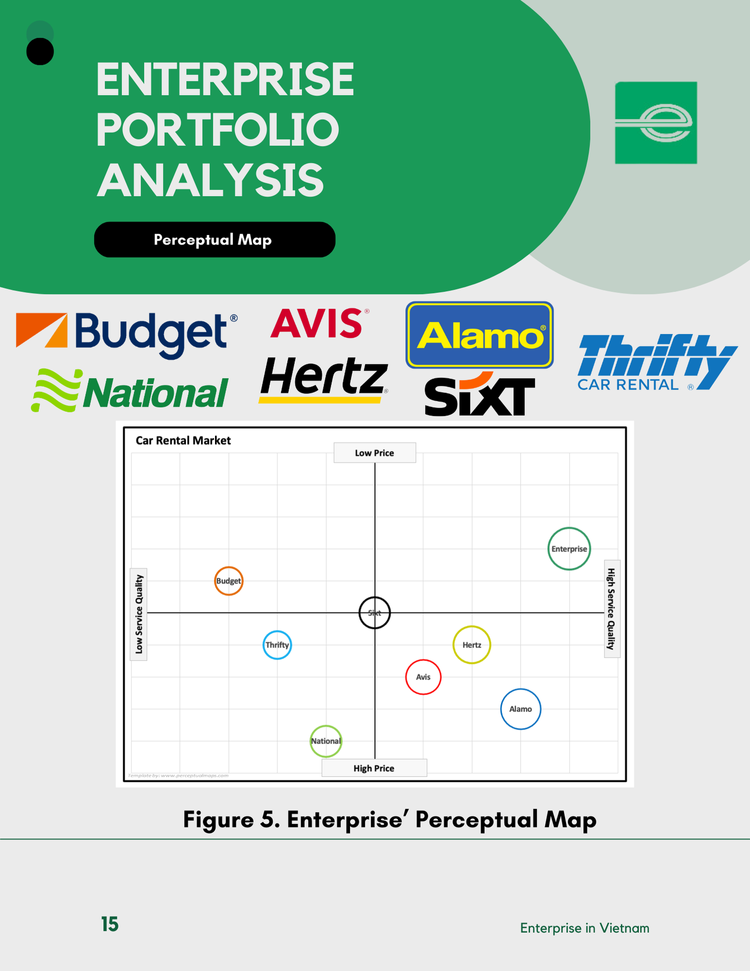 ENTERPRISE
PORTFOLIO
ANALYSIS
Perceptual Map
Budget®
AVIS®
Alamo®
Thrifty
CAR RENTAL ®
National
Hertz®
SIXT
Car Rental Market
Low Price
Enterprise
Low Service Quality
High Service Quality
Budget
Sixt
Thrifty
Hertz
Avis
Alamo
National
High Price
template by: www.perceptualmaps.com
Figure 5. Enterprise’ Perceptual Map
15
Enterprise in Vietnam